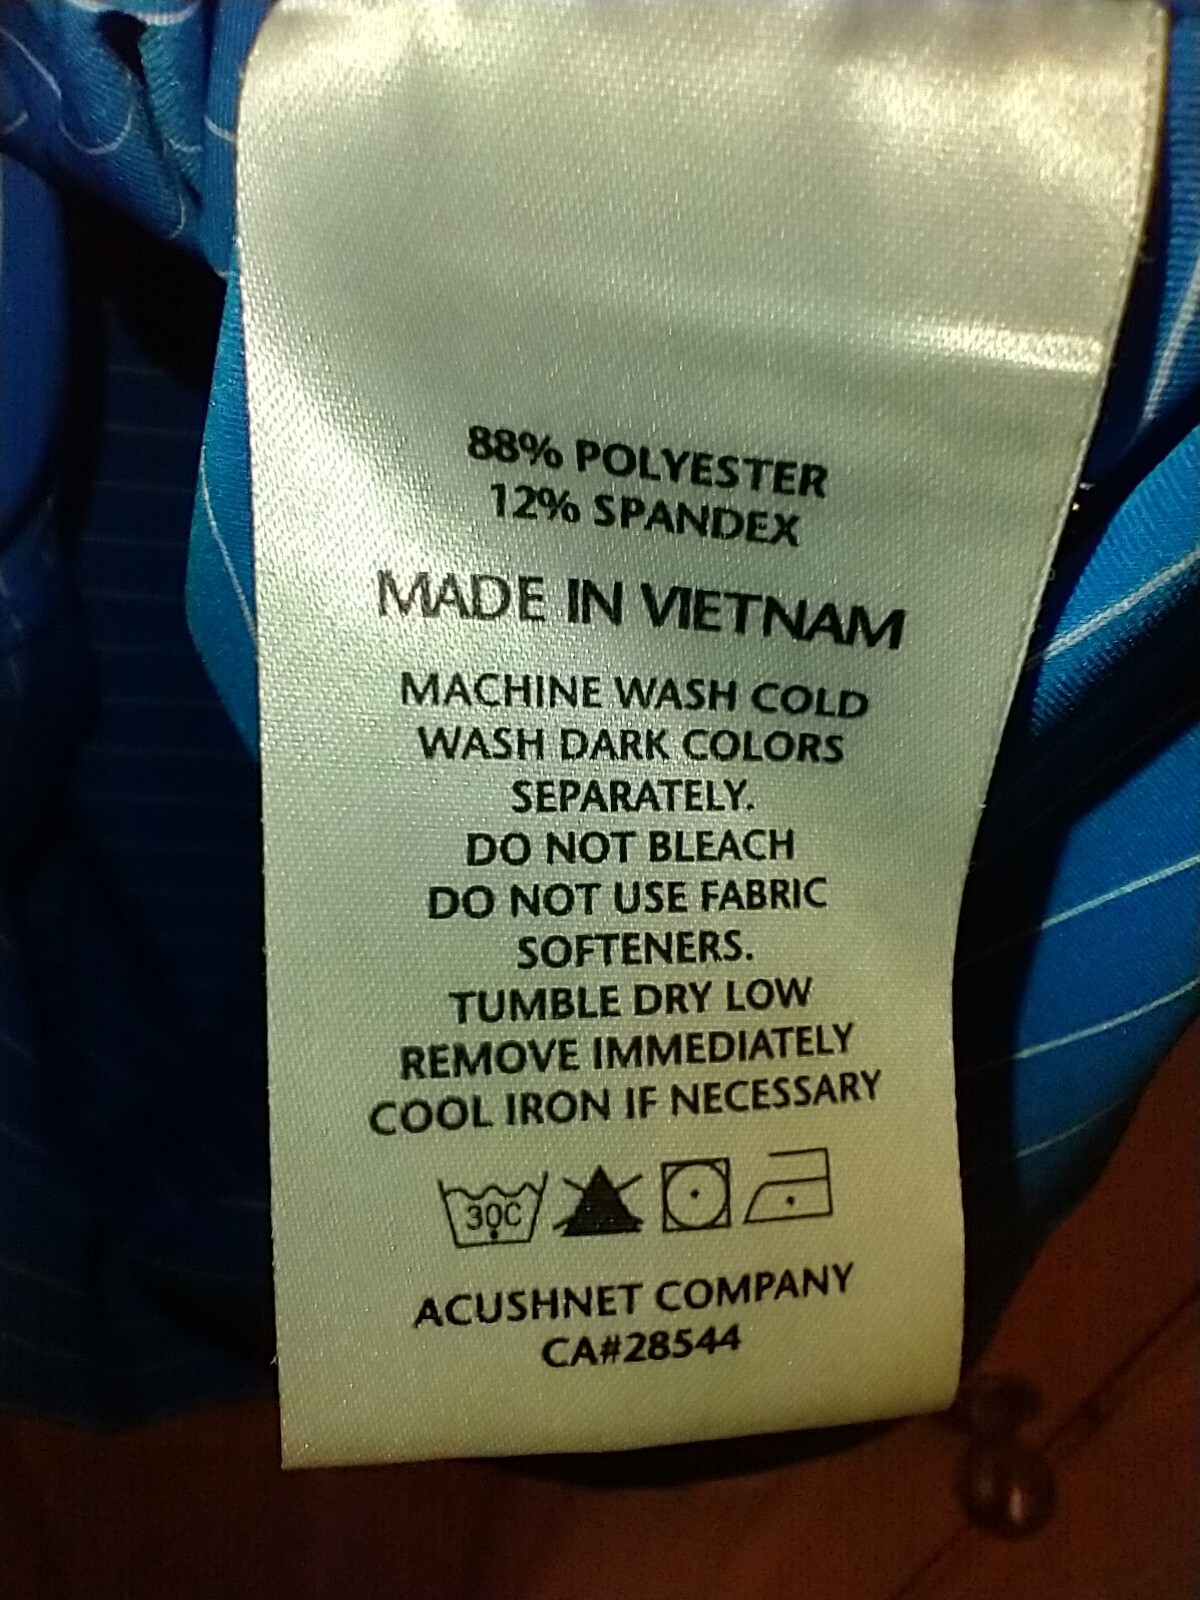 88% POLYESTER
12% SPANDEX
MADE IN VIETNAM
MACHINE WASH COLD
WASH DARK COLORS
SEPARATELY.
DO NOT BLEACH
DO NOT USE FABRIC
SOFTENERS.
TUMBLE DRY LOW
REMOVE IMMEDIATELY
COOL IRON IF NECESSARY
30C
ACUSHNET COMPANY
CA#28544